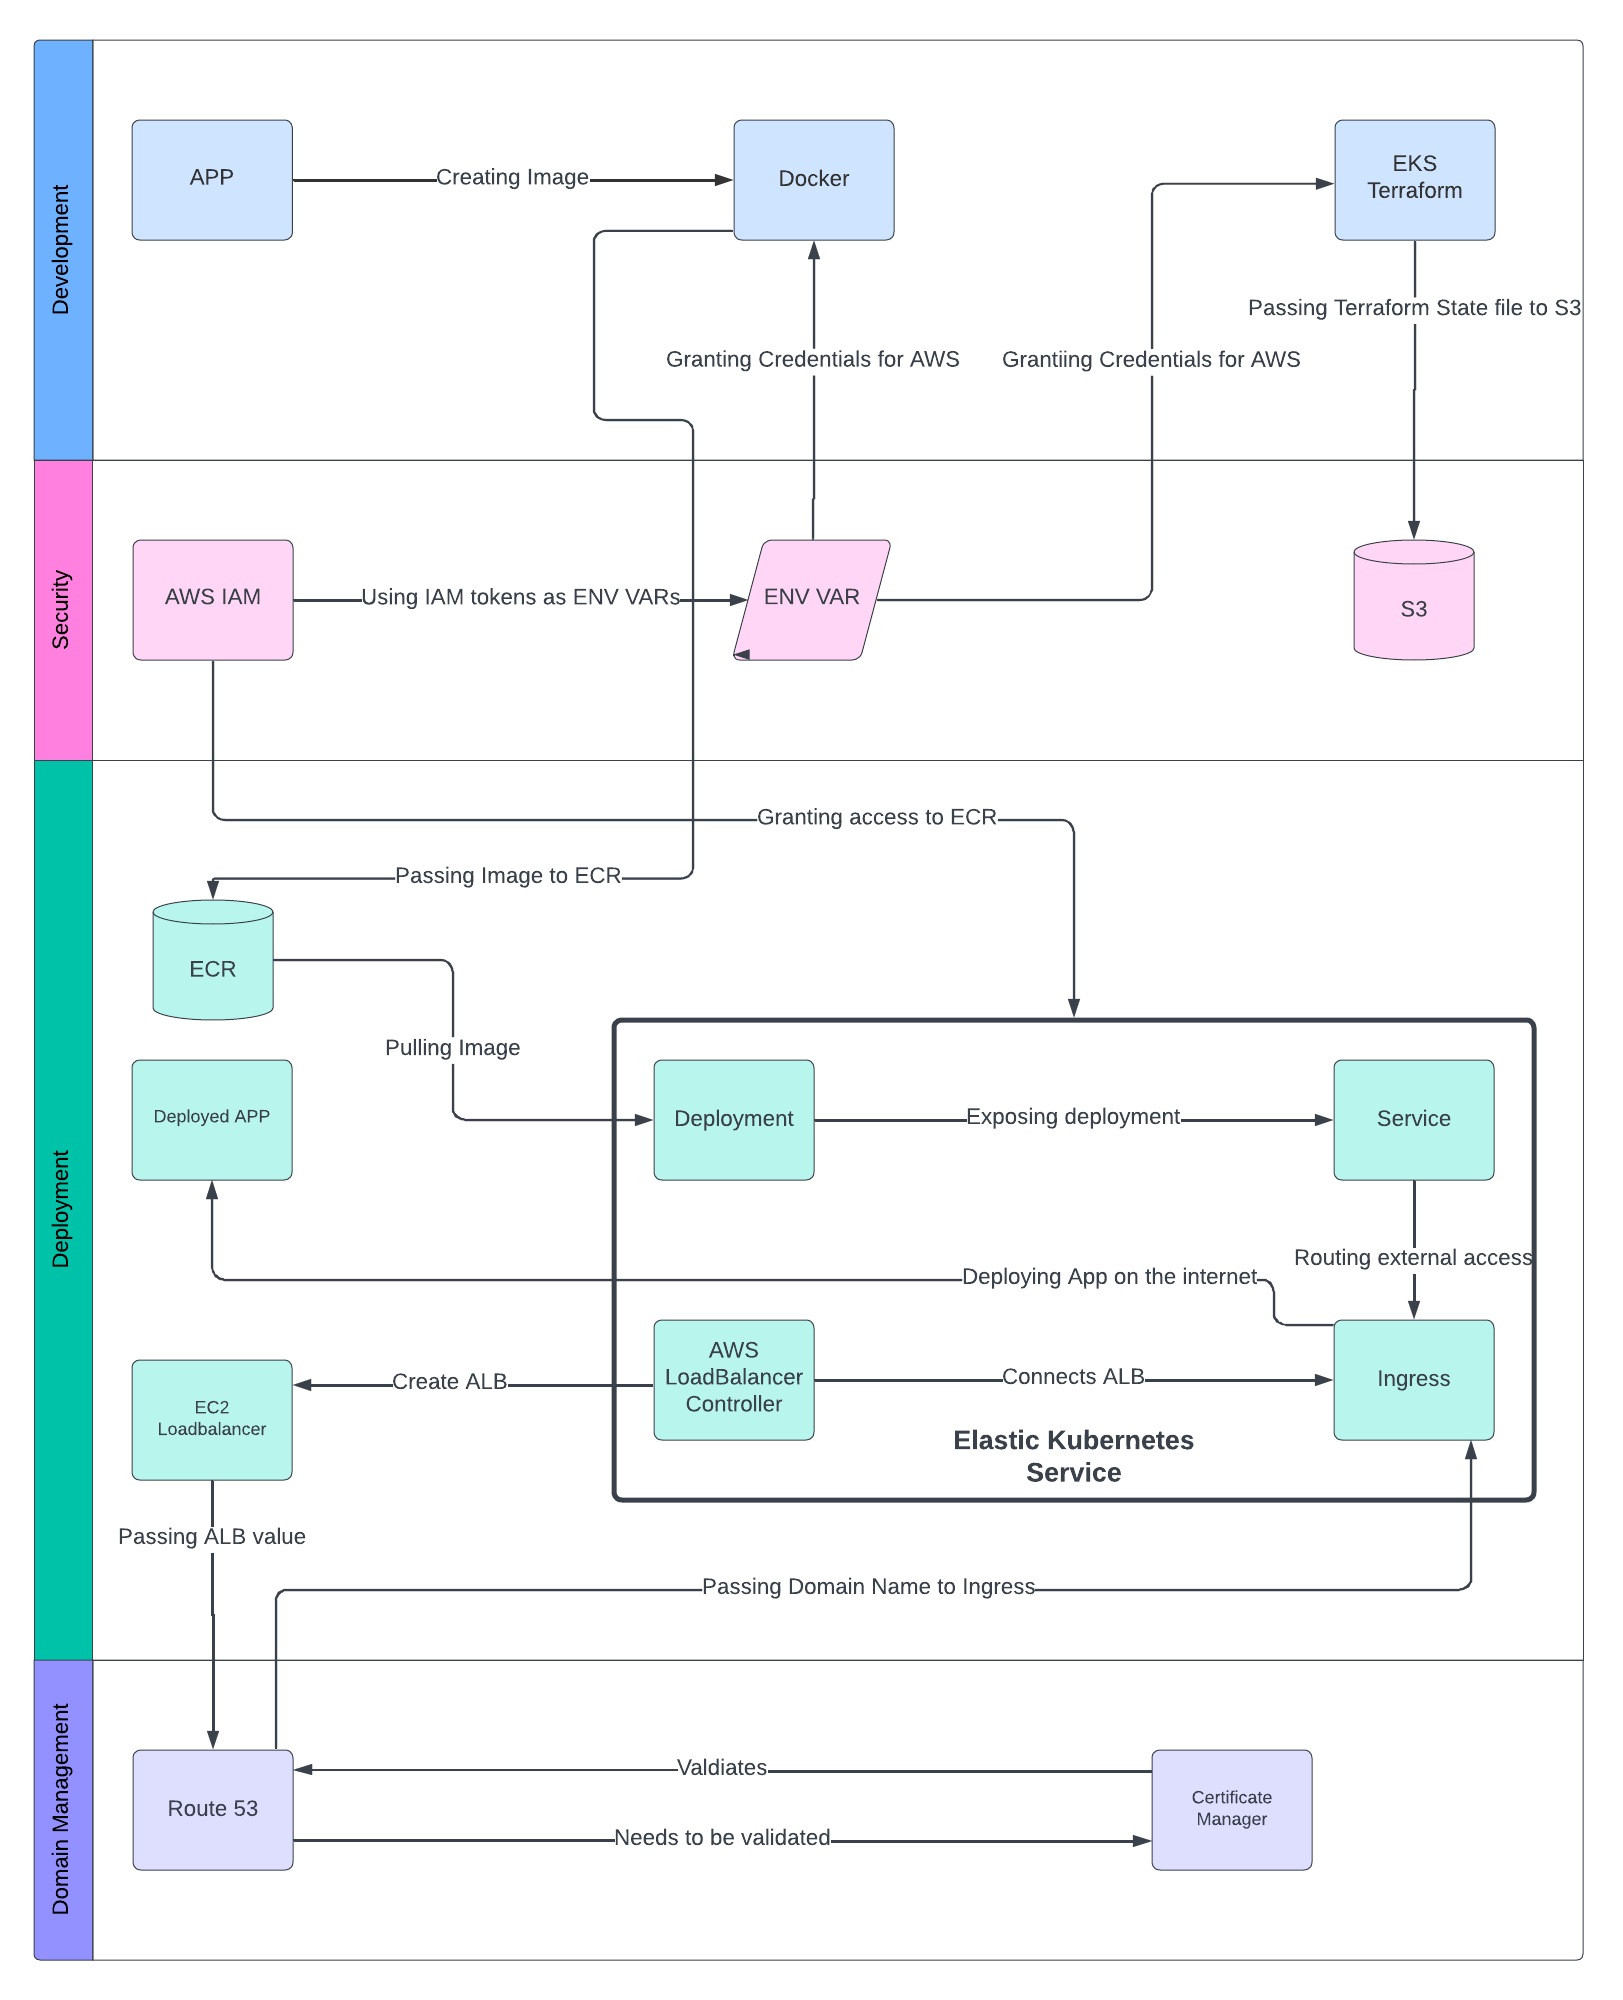 Development
APP
Creating Image
Docker
EKS
Terraform
Passing Terraform State file to S3
Granting Credentials for AWS
Grantiing Credentials for AWS
Security
AWS IAM
Using IAM tokens as ENV VARs
ENV VAR
S3
Deployment
Granting access to ECR
Passing Image to ECR
ECR
Pulling Image
Deployed APP
Deployment
Exposing deployment
Service
Routing external access
Deploying App on the internet
AWS
LoadBalancer
Controller
Create ALB
Connects ALB
Ingress
EC2
Loadbalancer
Elastic Kubernetes
Service
Passing ALB value
Passing Domain Name to Ingress
Domain Management
Route 53
Valdiates
Needs to be validated
Certificate
Manager